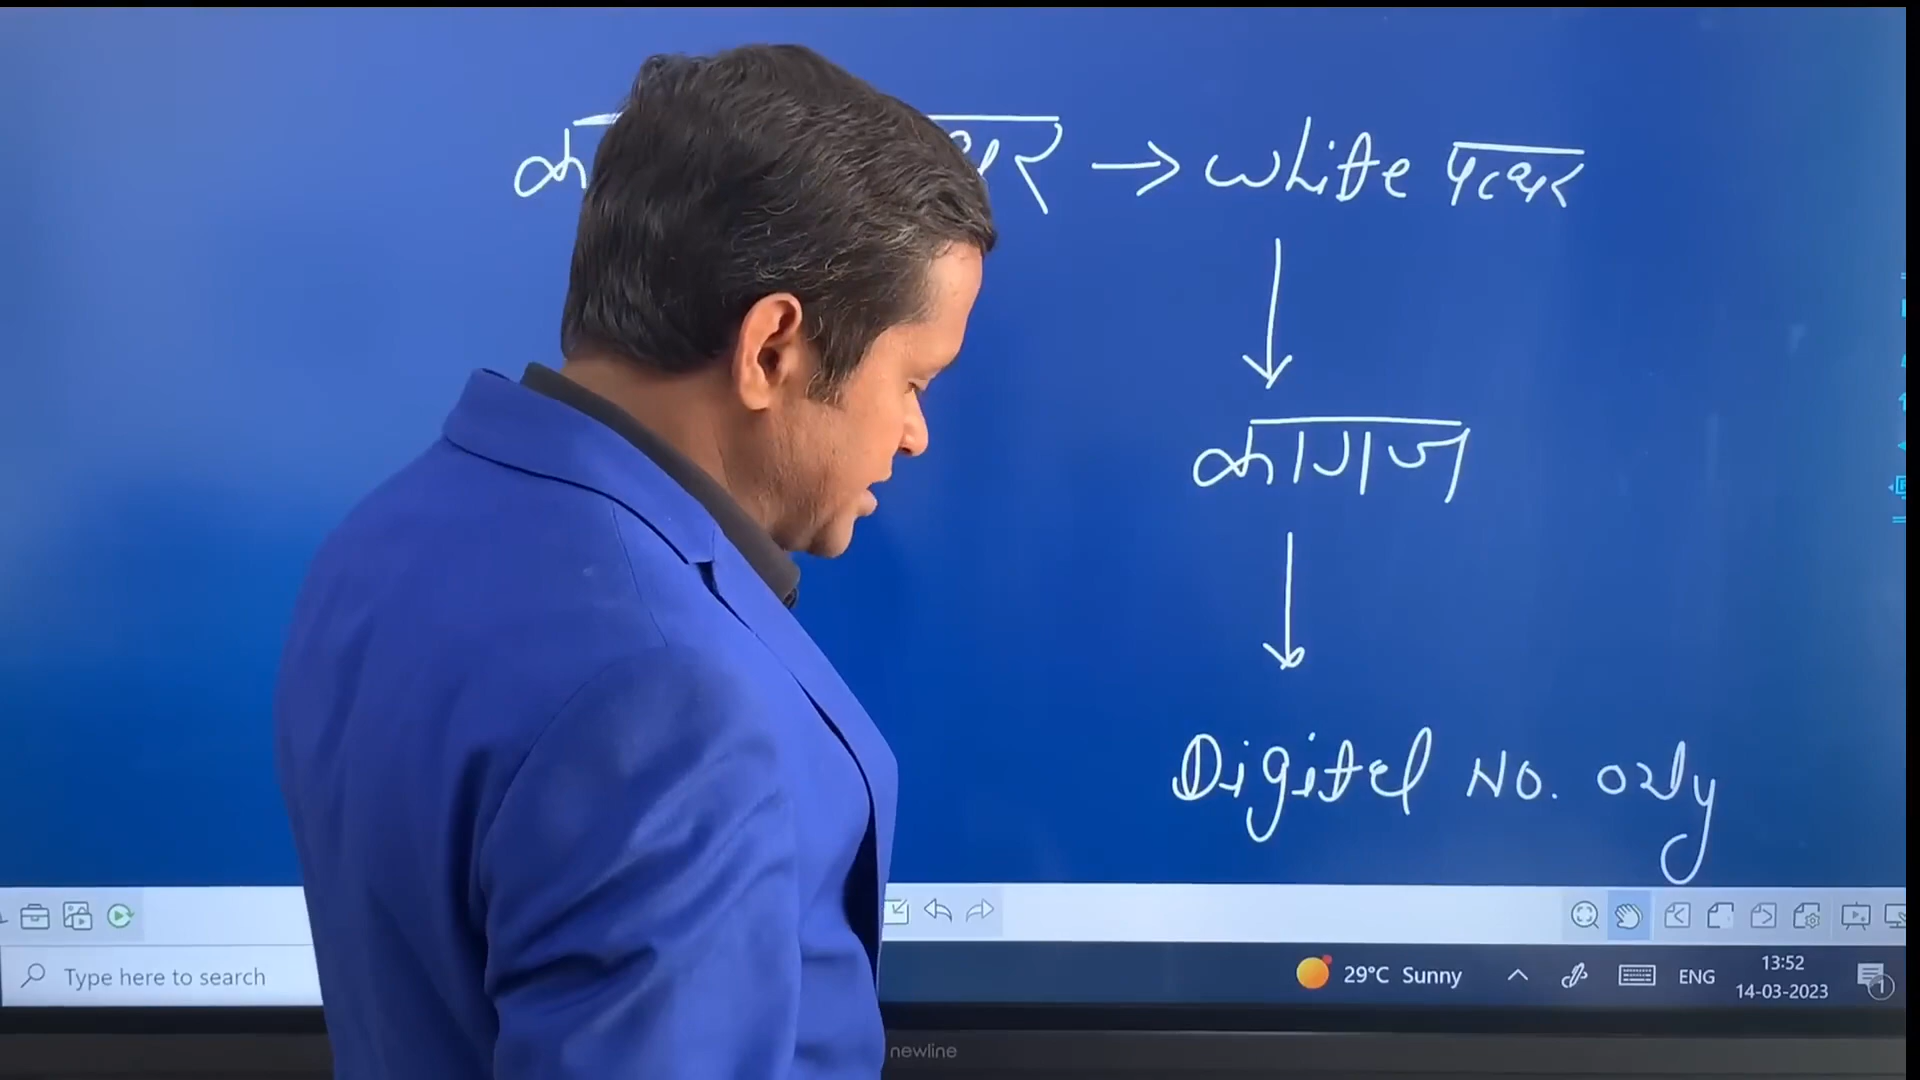 → White पत्थर
↓
कागज
↓
Digital No. only
Type here to search
29°C Sunny
ENG
13:52
14-03-2023
1
newline